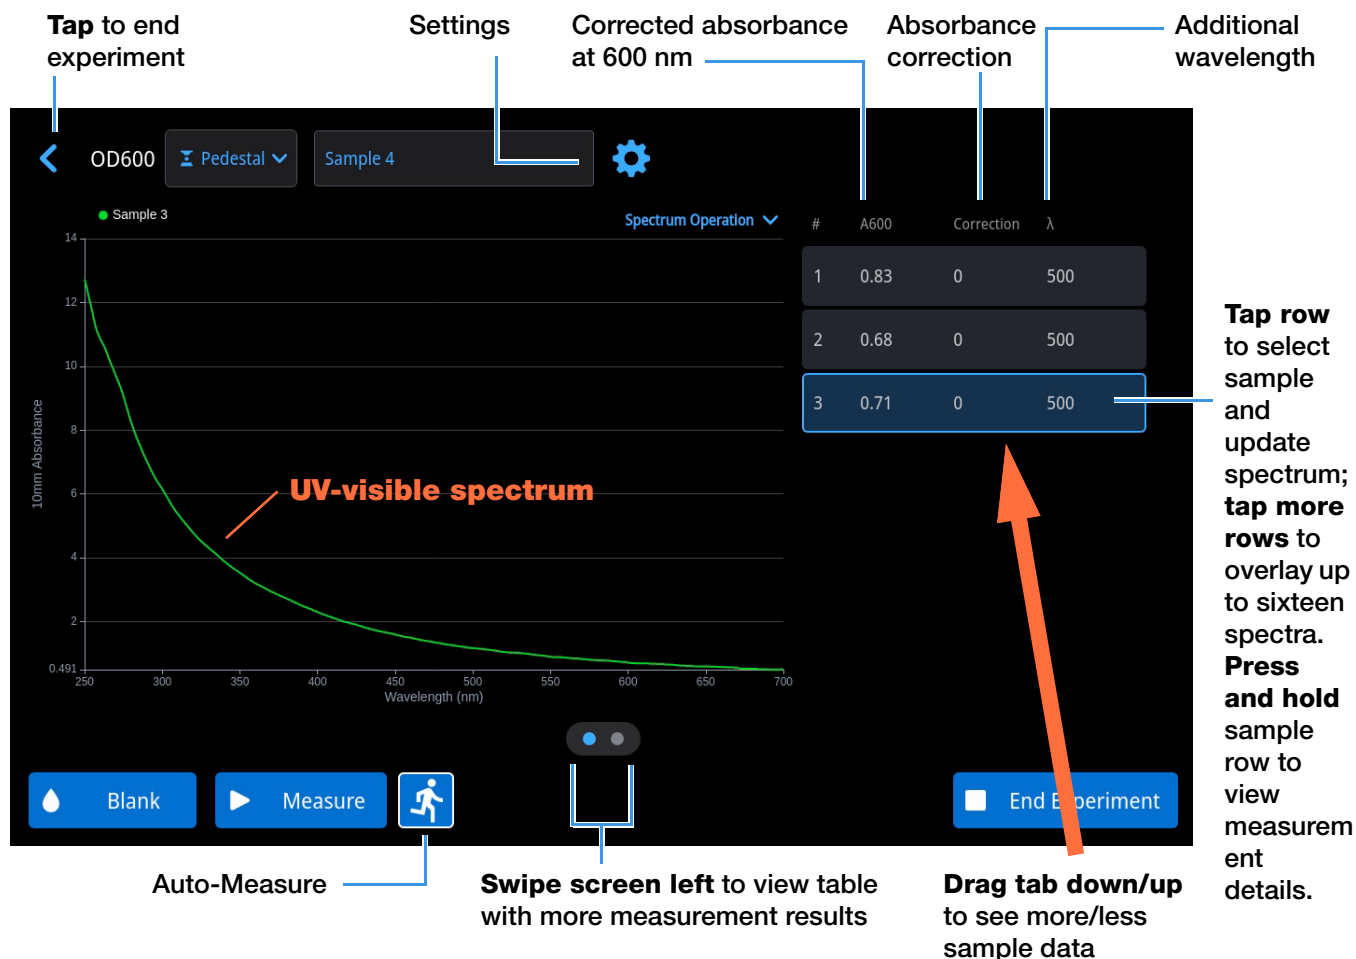 Tap to end
experiment
Settings
Corrected absorbance
at 600 nm
Absorbance
correction
Additional
wavelength
OD600
Pedestal
Sample 4
Sample 3
Spectrum Operation
# A600 Correction λ
1 0.83 0 500
2 0.68 0 500
3 0.71 0 500
14
12
10
8
6
4
2
0.491
10mm Absorbance
UV-visible spectrum
250 300 350 400 450 500 550 600 650 700
Wavelength (nm)
Tap row
to select
sample
and
update
spectrum;
tap more
rows to
overlay up
to sixteen
spectra.
Press
and hold
sample
row to
view
measurem
ent
details.
Blank
Measure
End Experiment
Auto-Measure
Swipe screen left to view table
with more measurement results
Drag tab down/up
to see more/less
sample data